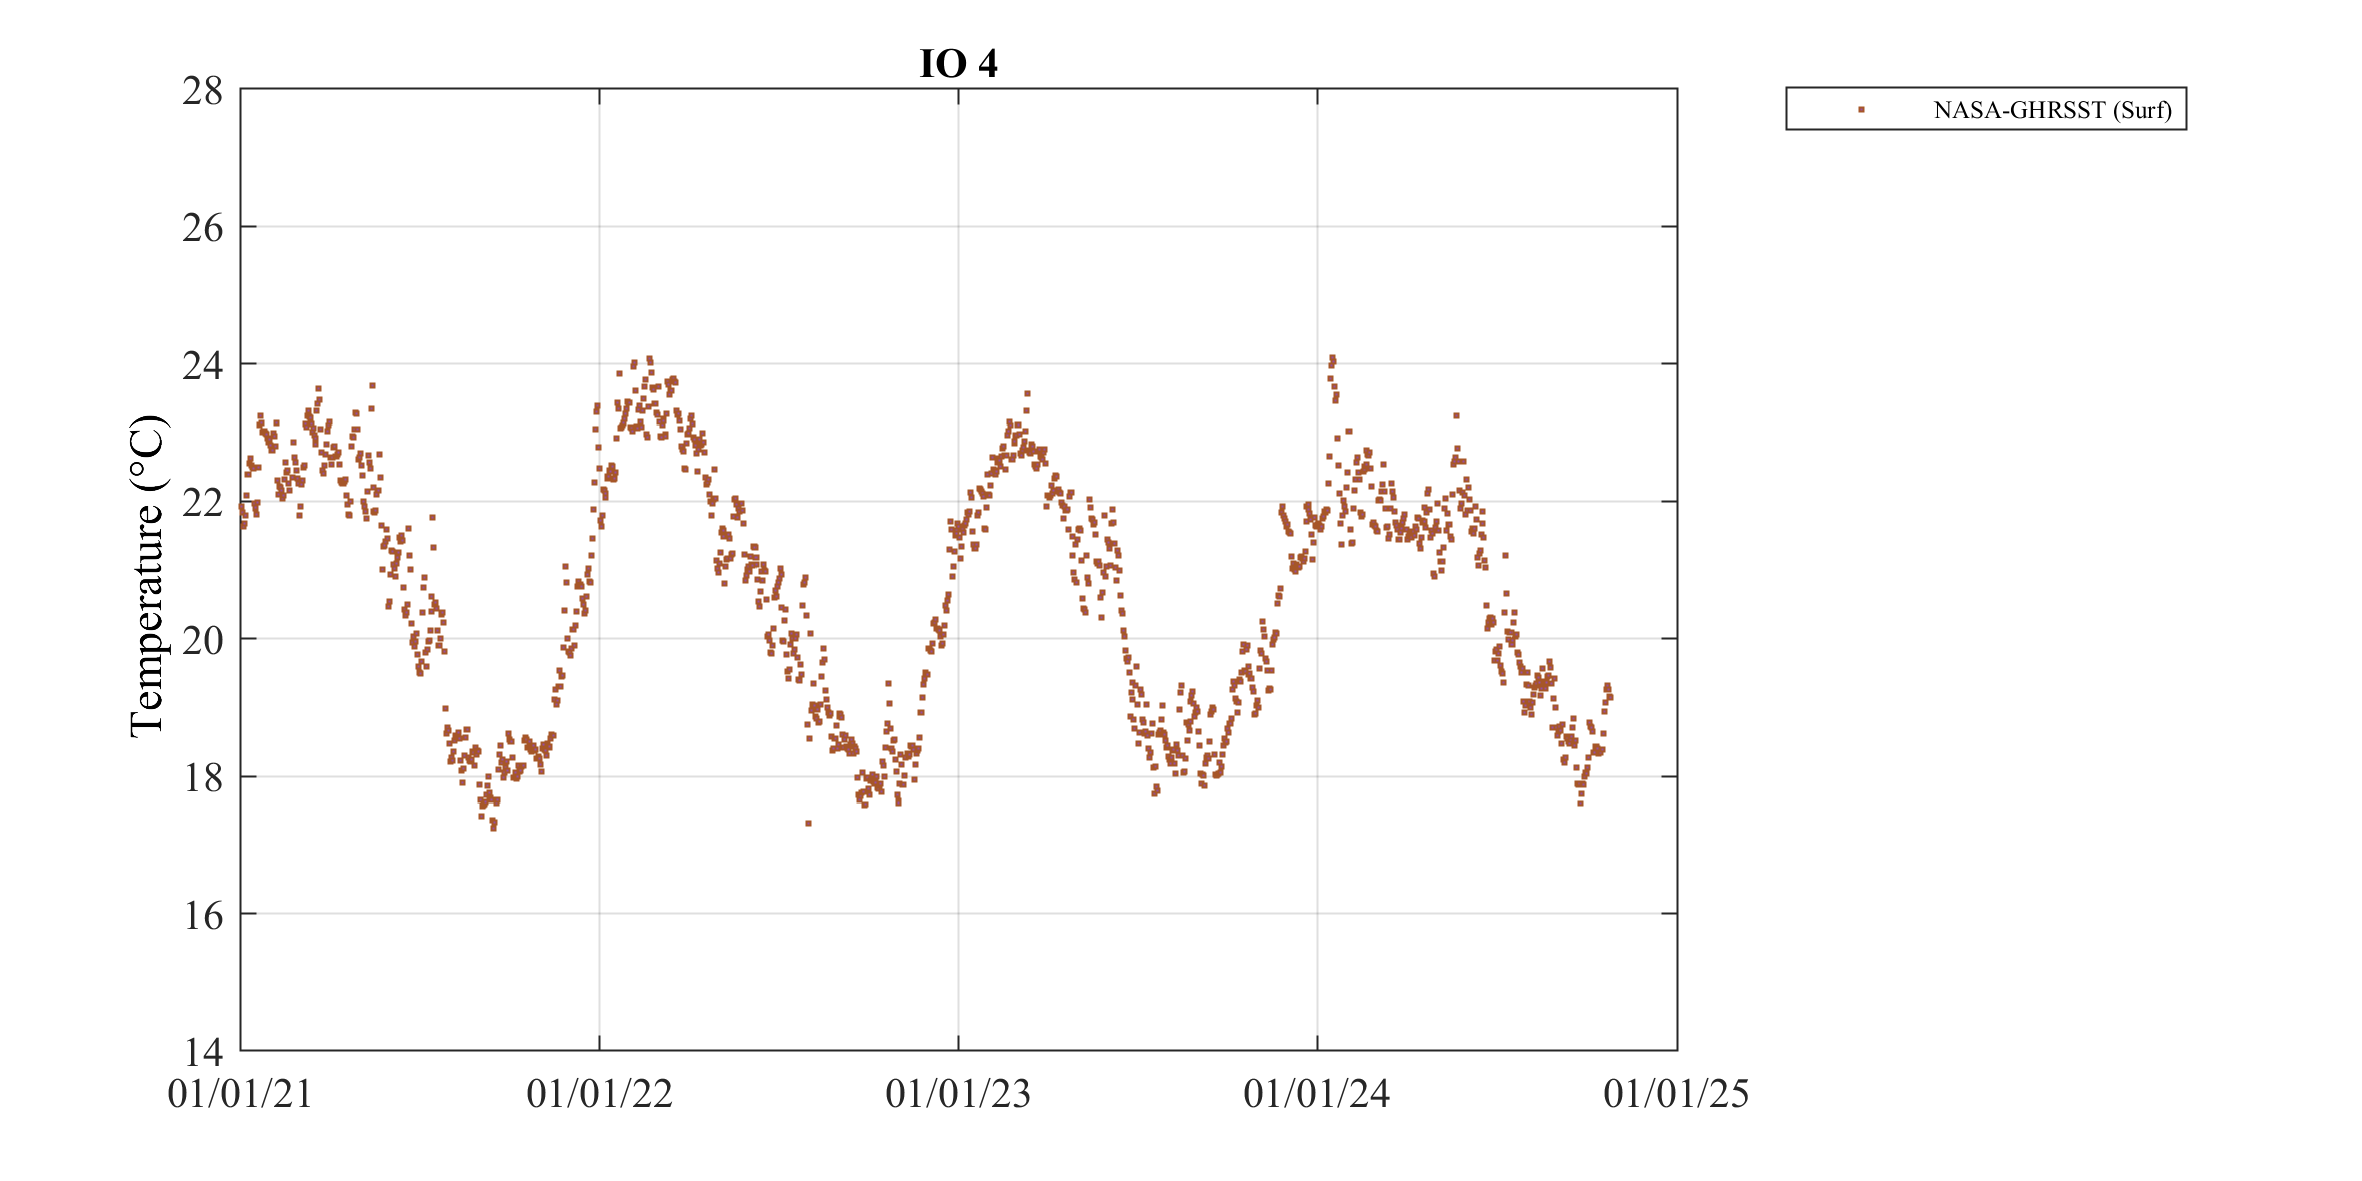 IO 4
NASA-GHRSST (Surf)
28
26
24
22
20
18
16
14
Temperature (°C)
01/01/21 01/01/22 01/01/23 01/01/24 01/01/25